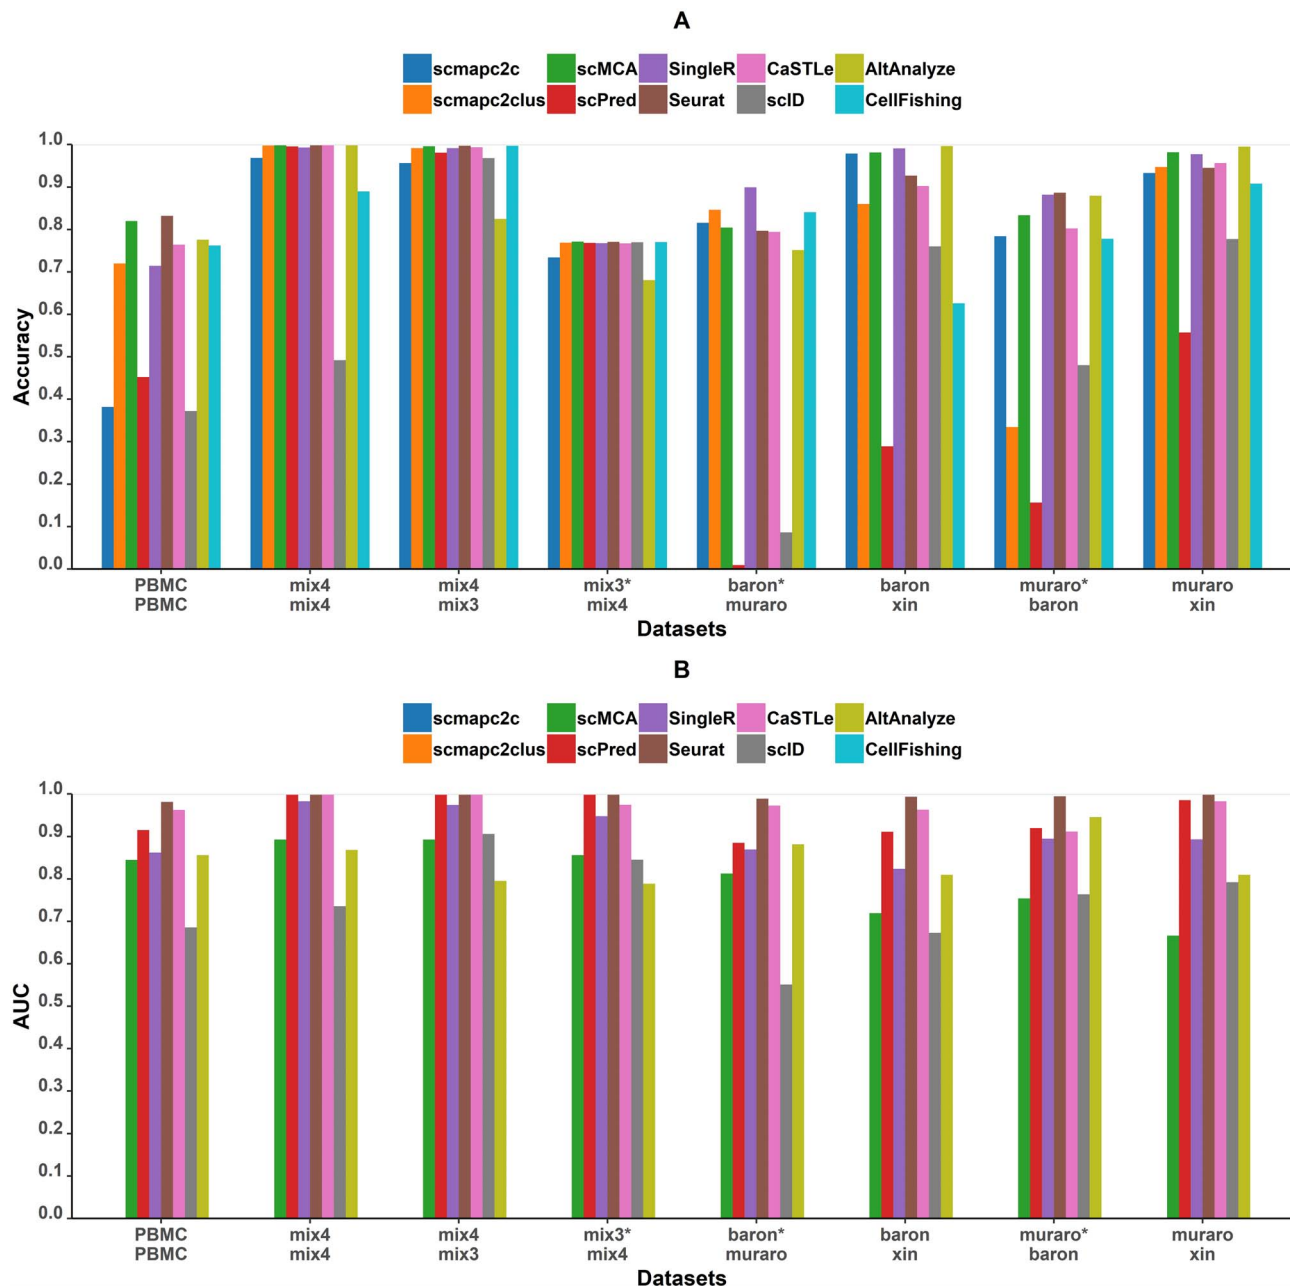 A
scmapc2c scMCA SingleR CaSTLe AltAnalyze
scmapc2clus scPred Seurat scID CellFishing
1.0
0.9
0.8
0.7
0.6
0.5
0.4
0.3
0.2
0.1
0.0
Accuracy
PBMC mix4 mix4 mix3* baron* baron muraro* muraro
PBMC mix4 mix3 mix4 muraro xin baron xin
Datasets
B
scmapc2c scMCA SingleR CaSTLe AltAnalyze
scmapc2clus scPred Seurat scID CellFishing
1.0
0.9
0.8
0.7
0.6
0.5
0.4
0.3
0.2
0.1
0.0
AUC
PBMC mix4 mix4 mix3* baron* baron muraro* muraro
PBMC mix4 mix3 mix4 muraro xin baron xin
Datasets